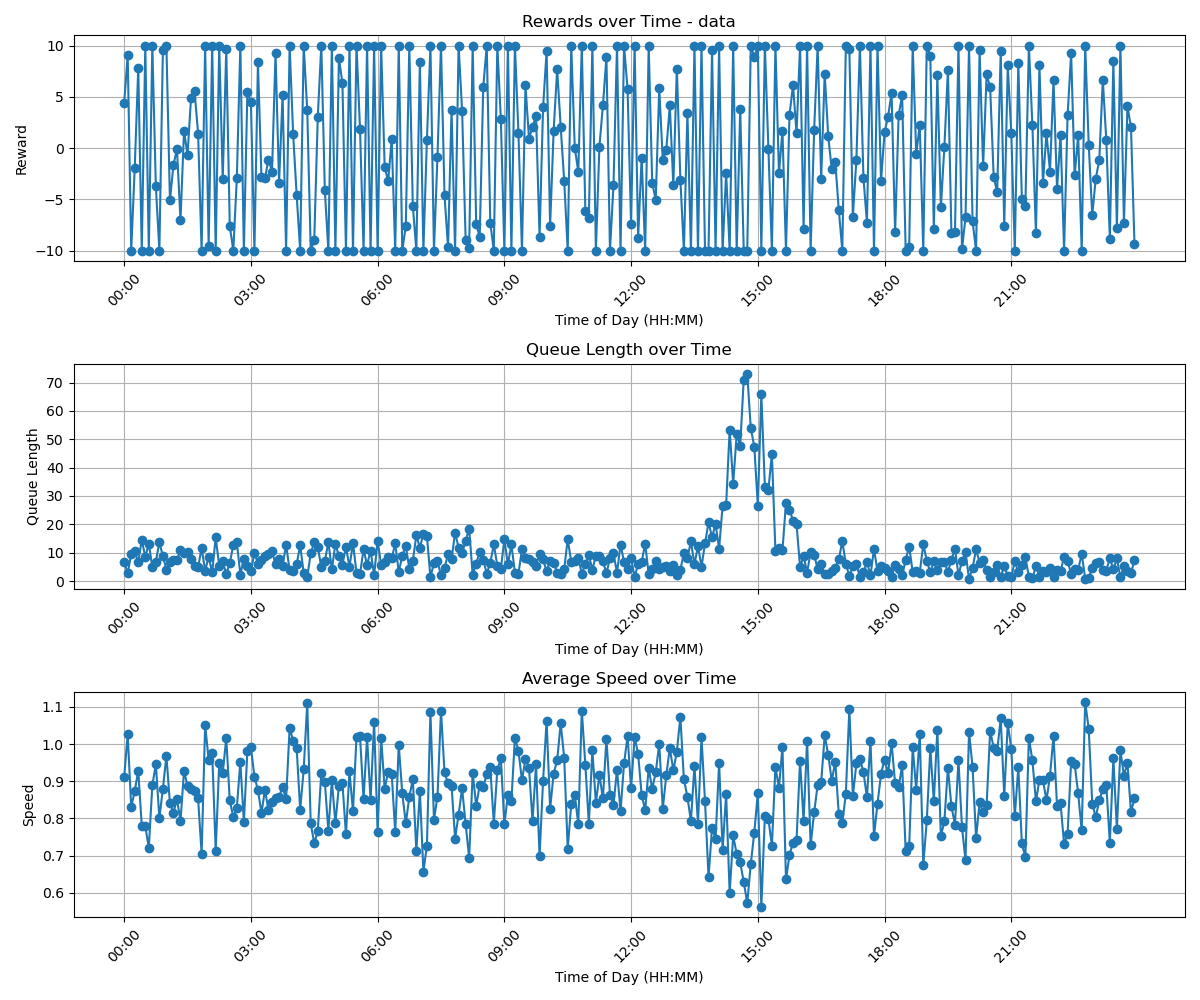 Rewards over Time - data
10
5
0
−5
−10
Reward
00:00 03:00 06:00 09:00 12:00 15:00 18:00 21:00
Time of Day (HH:MM)
Queue Length over Time
70
60
50
40
30
20
10
0
Queue Length
00:00 03:00 06:00 09:00 12:00 15:00 18:00 21:00
Time of Day (HH:MM)
Average Speed over Time
1.1
1.0
0.9
0.8
0.7
0.6
Speed
00:00 03:00 06:00 09:00 12:00 15:00 18:00 21:00
Time of Day (HH:MM)